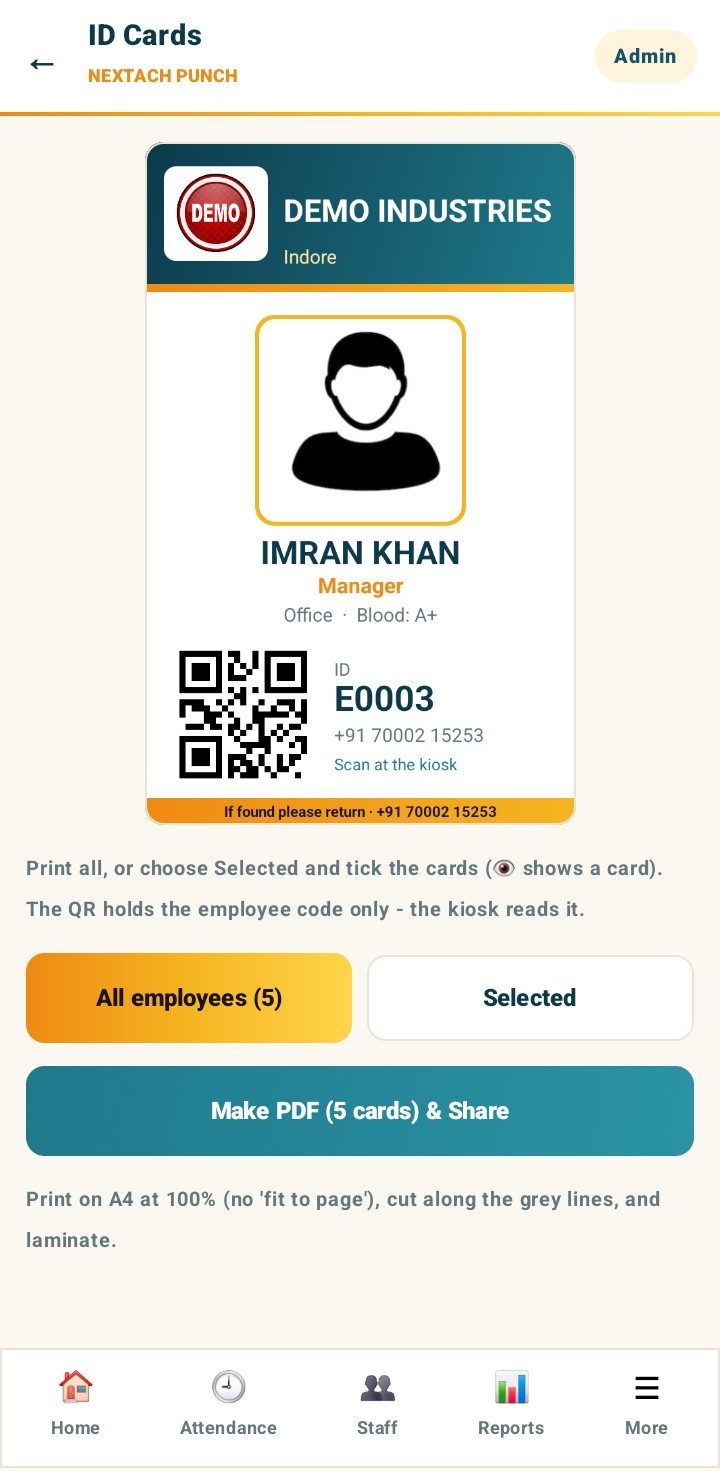 ID Cards
NEXTACH PUNCH
Admin
DEMO
DEMO INDUSTRIES
Indore
IMRAN KHAN
Manager
Office · Blood: A+
ID
E0003
+91 70002 15253
Scan at the kiosk
If found please return · +91 70002 15253
Print all, or choose Selected and tick the cards (👁 shows a card).
The QR holds the employee code only - the kiosk reads it.
All employees (5)
Selected
Make PDF (5 cards) & Share
Print on A4 at 100% (no 'fit to page'), cut along the grey lines, and
laminate.
Home
Attendance
Staff
Reports
More